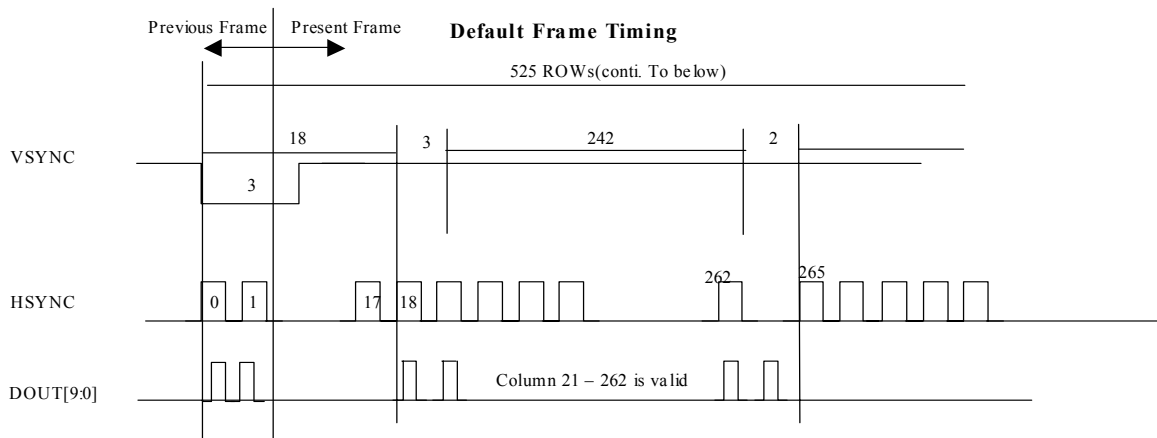 Previous Frame Present Frame Default Frame Timing
525 ROWs(conti. To below)
18 3 242 2
VSYNC
3
262 265
HSYNC 0 1 17 18
DOUT[9:0] Column 21 – 262 is valid